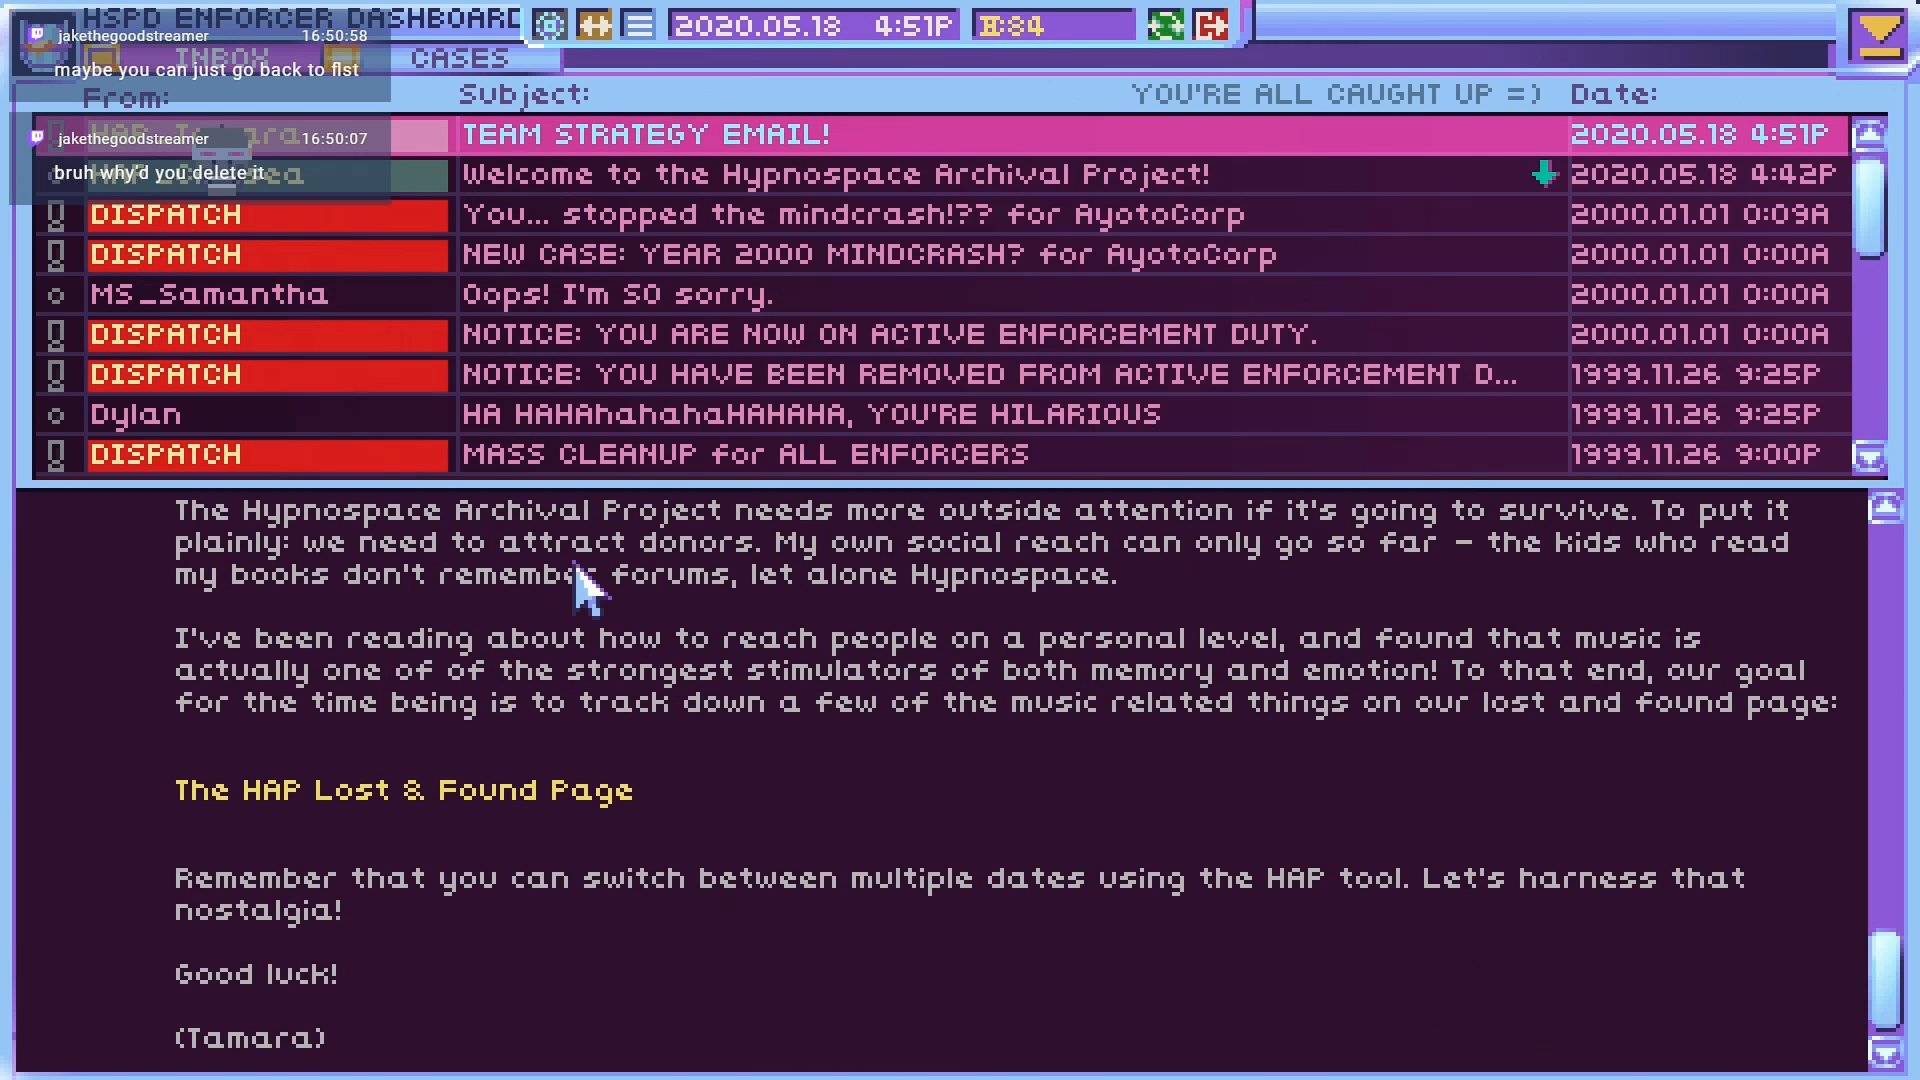 HSPD ENFORCER DASHBOARD
2020.05.18 4:51P
84
jakethegoodstreamer 16:50:58
maybe you can just go back to flst
INBOX
CASES
From:
Subject:
YOU'RE ALL CAUGHT UP =)
Date:
jakethegoodstreamer 16:50:07
bruh why'd you delete it
TEAM STRATEGY EMAIL! 2020.05.18 4:51P
Welcome to the Hypnospace Archival Project! 2020.05.18 4:42P
DISPATCH You... stopped the mindcrash!?? for AyotoCorp 2000.01.01 0:09A
DISPATCH NEW CASE: YEAR 2000 MINDCRASH? for AyotoCorp 2000.01.01 0:00A
MS_Samantha Oops! I'm SO sorry. 2000.01.01 0:00A
DISPATCH NOTICE: YOU ARE NOW ON ACTIVE ENFORCEMENT DUTY. 2000.01.01 0:00A
DISPATCH NOTICE: YOU HAVE BEEN REMOVED FROM ACTIVE ENFORCEMENT D... 1999.11.26 9:25P
Dylan HA HAHAhahahaHAHAHA, YOU'RE HILARIOUS 1999.11.26 9:25P
DISPATCH MASS CLEANUP for ALL ENFORCERS 1999.11.26 9:00P
The Hypnospace Archival Project needs more outside attention if it's going to survive. To put it
plainly: we need to attract donors. My own social reach can only go so far - the kids who read
my books don't remember forums, let alone Hypnospace.
I've been reading about how to reach people on a personal level, and found that music is
actually one of of the strongest stimulators of both memory and emotion! To that end, our goal
for the time being is to track down a few of the music related things on our lost and found page:
The HAP Lost & Found Page
Remember that you can switch between multiple dates using the HAP tool. Let's harness that
nostalgia!
Good luck!
(Tamara)